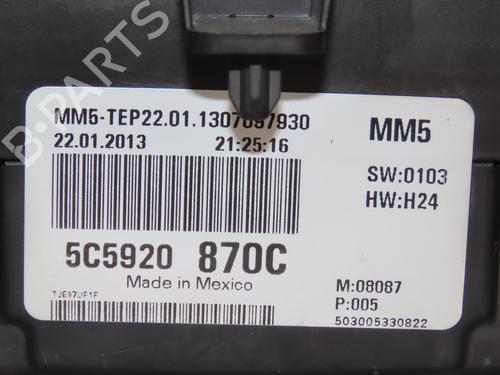 B-PARTS
MM5-TEP22.01.1307097930
22.01.2013 21:25:16
MM5
SW:0103
HW:H24
5C5920 870C
Made in Mexico
TJE97UP1F
M:08087
P:005
503005330822